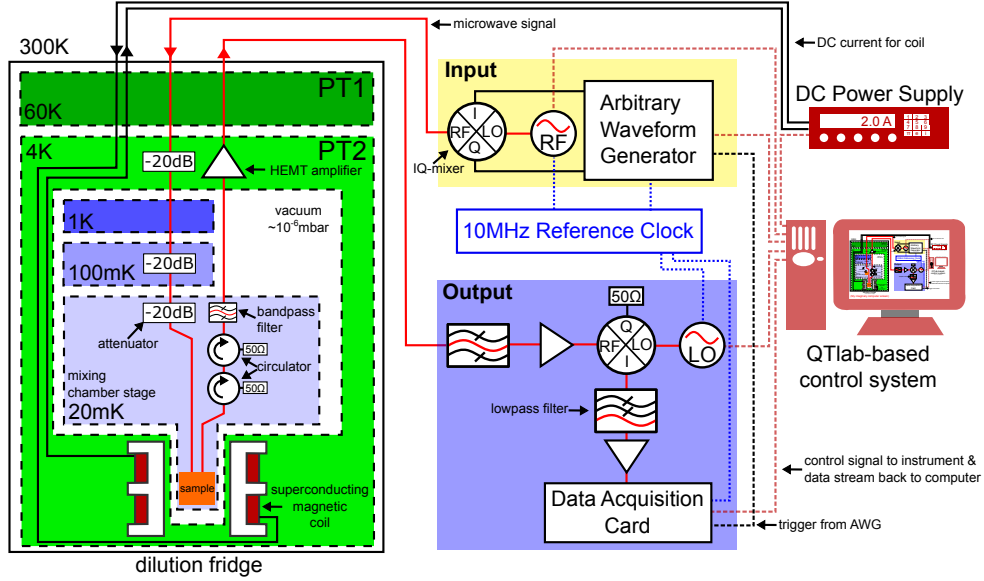 microwave signal
DC current for coil
300K
PT1
60K
4K
PT2
-20dB
HEMT amplifier
vacuum
~10⁻⁶mbar
1K
100mK
-20dB
-20dB
attenuator
bandpass
filter
50Ω
circulator
50Ω
mixing
chamber stage
20mK
sample
superconducting
magnetic
coil
dilution fridge
Input
I
RF
LO
Q
IQ-mixer
RF
Arbitrary
Waveform
Generator
10MHz Reference Clock
Output
50Ω
Q
RF
LO
I
LO
lowpass filter
Data Acquisition
Card
DC Power Supply
2.0 A
QTlab-based
control system
control signal to instrument &
data stream back to computer
trigger from AWG